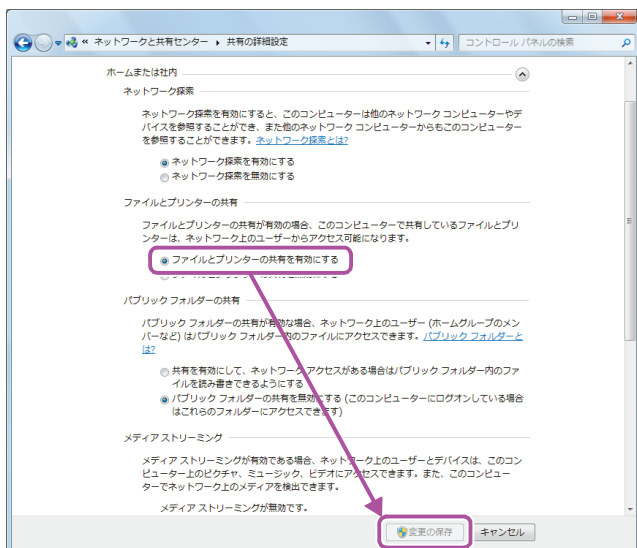 « ネットワークと共有センター ▸ 共有の詳細設定
コントロール パネルの検索
ホームまたは社内
ネットワーク探索
ネットワーク探索を有効にすると、このコンピューターは他のネットワーク コンピューターやデ
バイスを参照することができ、また他のネットワーク コンピューターからもこのコンピューター
を参照することができます。ネットワーク探索とは?
ネットワーク探索を有効にする
ネットワーク探索を無効にする
ファイルとプリンターの共有
ファイルとプリンターの共有が有効の場合、このコンピューターで共有しているファイルとプリ
ンターは、ネットワーク上のユーザーからアクセス可能になります。
ファイルとプリンターの共有を有効にする
パブリック フォルダーの共有
パブリック フォルダーの共有が有効な場合、ネットワーク上のユーザー (ホームグループのメン
バーなど) はパブリック フォルダー内のファイルにアクセスできます。パブリック フォルダーと
は?
共有を有効にして、ネットワーク アクセスがある場合はパブリック フォルダー内のファ
イルを読み書きできるようにする
パブリック フォルダーの共有を無効にする (このコンピューターにログオンしている場合
はこれらのフォルダーにアクセスできます)
メディア ストリーミング
メディア ストリーミングが有効である場合、ネットワーク上のユーザーとデバイスは、このコン
ピューター上のピクチャ、ミュージック、ビデオにアクセスできます。また、このコンピュー
ターでネットワーク上のメディアを検出できます。
メディア ストリーミングが無効です。
変更の保存
キャンセル